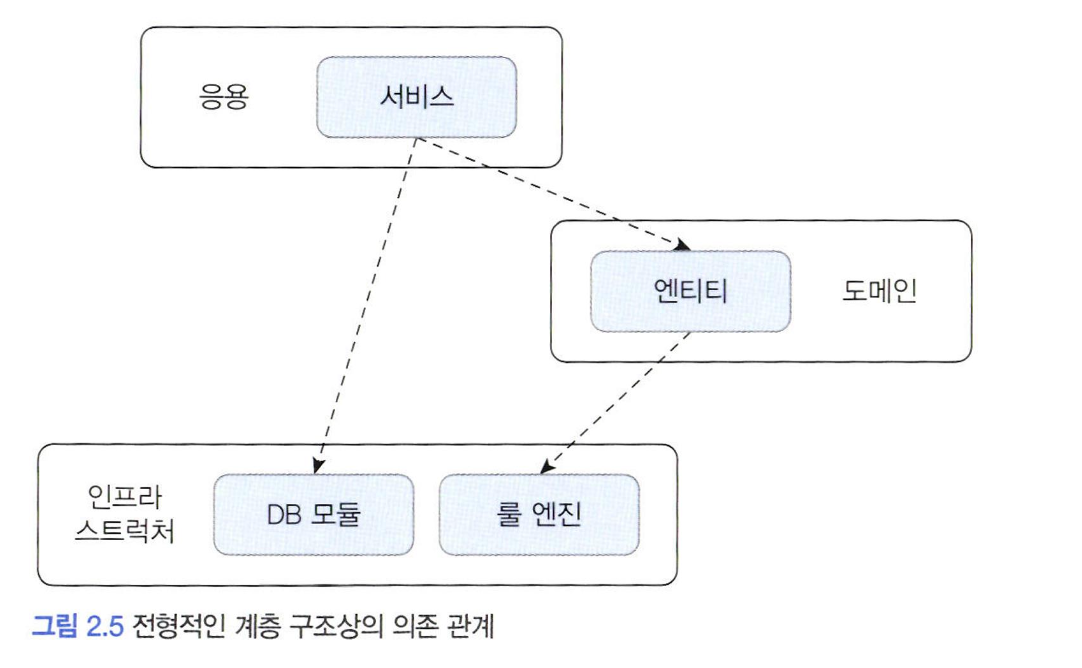 응용
서비스
엔티티
도메인
인프라
스트럭처
DB 모듈
룰 엔진
그림 2.5 전형적인 계층 구조상의 의존 관계